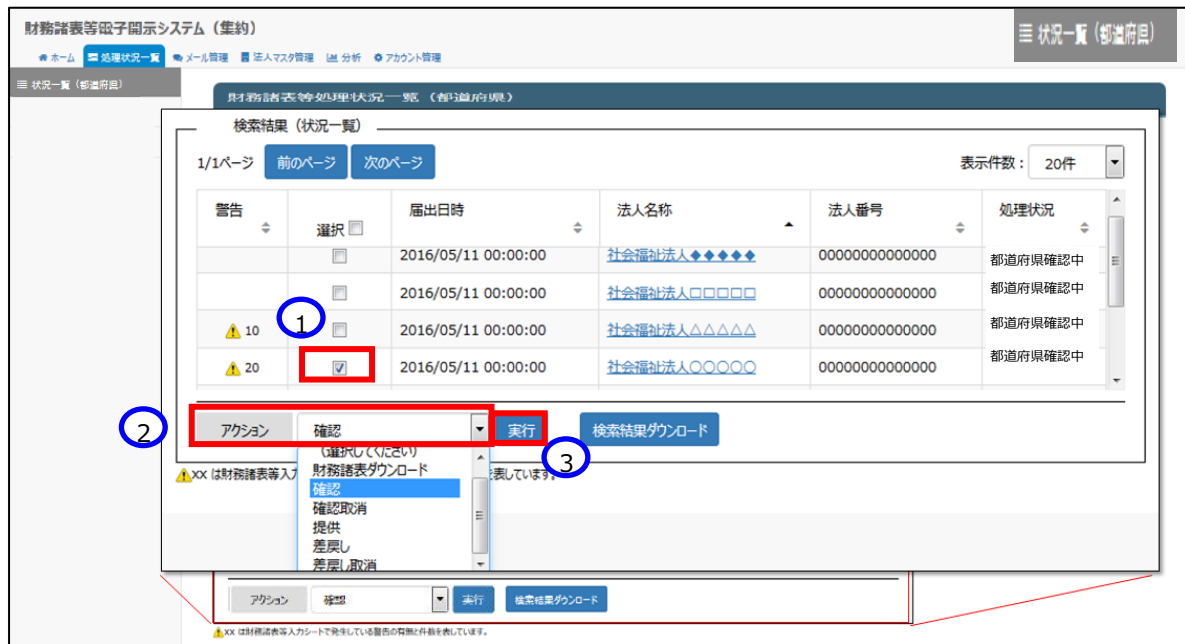 財務諸表等電子開示システム（集約）
☰ 状況一覧（都道府県）
ホーム 処理状況一覧 メール管理 法人マスタ管理 分析 アカウント管理
☰ 状況一覧（都道府県）
財務諸表等処理状況一覧（都道府県）
検索結果（状況一覧）
1/1ページ 前のページ 次のページ 表示件数： 20件
警告 選択 届出日時 法人名称 法人番号 処理状況
2016/05/11 00:00:00 社会福祉法人◆◆◆◆◆ 00000000000000 都道府県確認中
2016/05/11 00:00:00 社会福祉法人□□□□□ 00000000000000 都道府県確認中
1
10 2016/05/11 00:00:00 社会福祉法人△△△△△ 00000000000000 都道府県確認中
20 2016/05/11 00:00:00 社会福祉法人○○○○○ 00000000000000 都道府県確認中
2
アクション 確認 実行 検索結果ダウンロード
3
（選択してください）
xx は財務諸表等入力 財務諸表ダウンロード を表しています。
確認
確認取消
提供
差戻し
差戻し取消
アクション 確認 実行 検索結果ダウンロード
xx は財務諸表等入力シートで発生している警告の有無と件数を表しています。